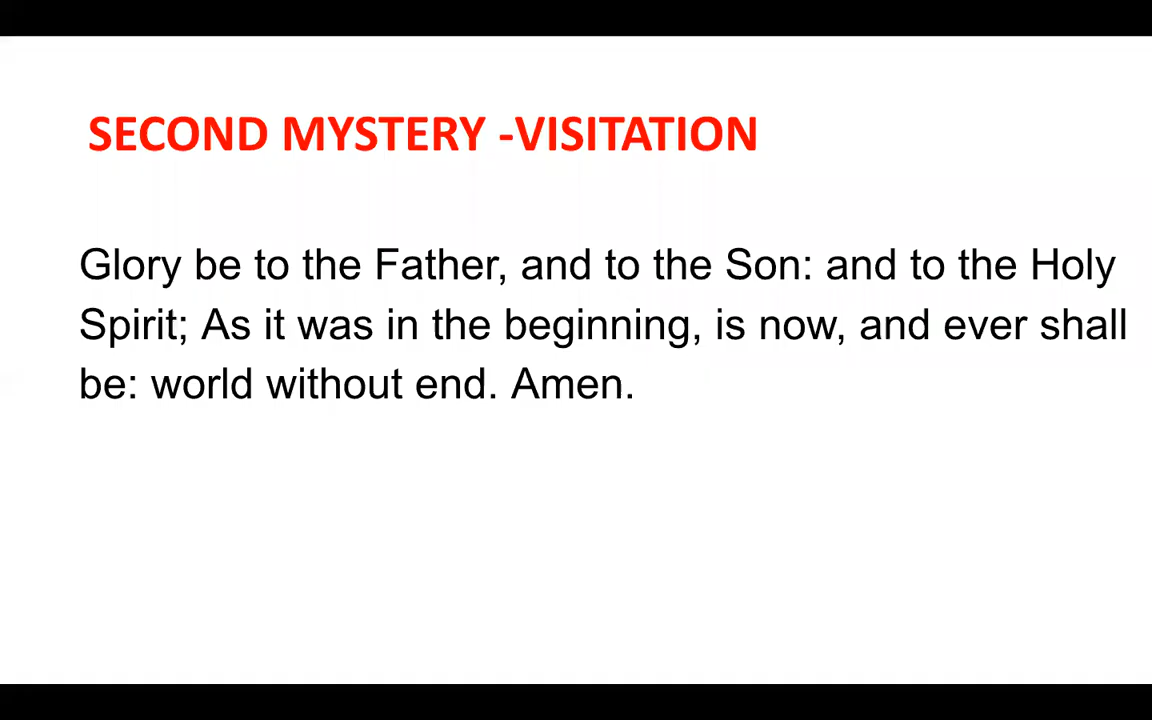 SECOND MYSTERY -VISITATION
Glory be to the Father, and to the Son: and to the Holy
Spirit; As it was in the beginning, is now, and ever shall
be: world without end. Amen.